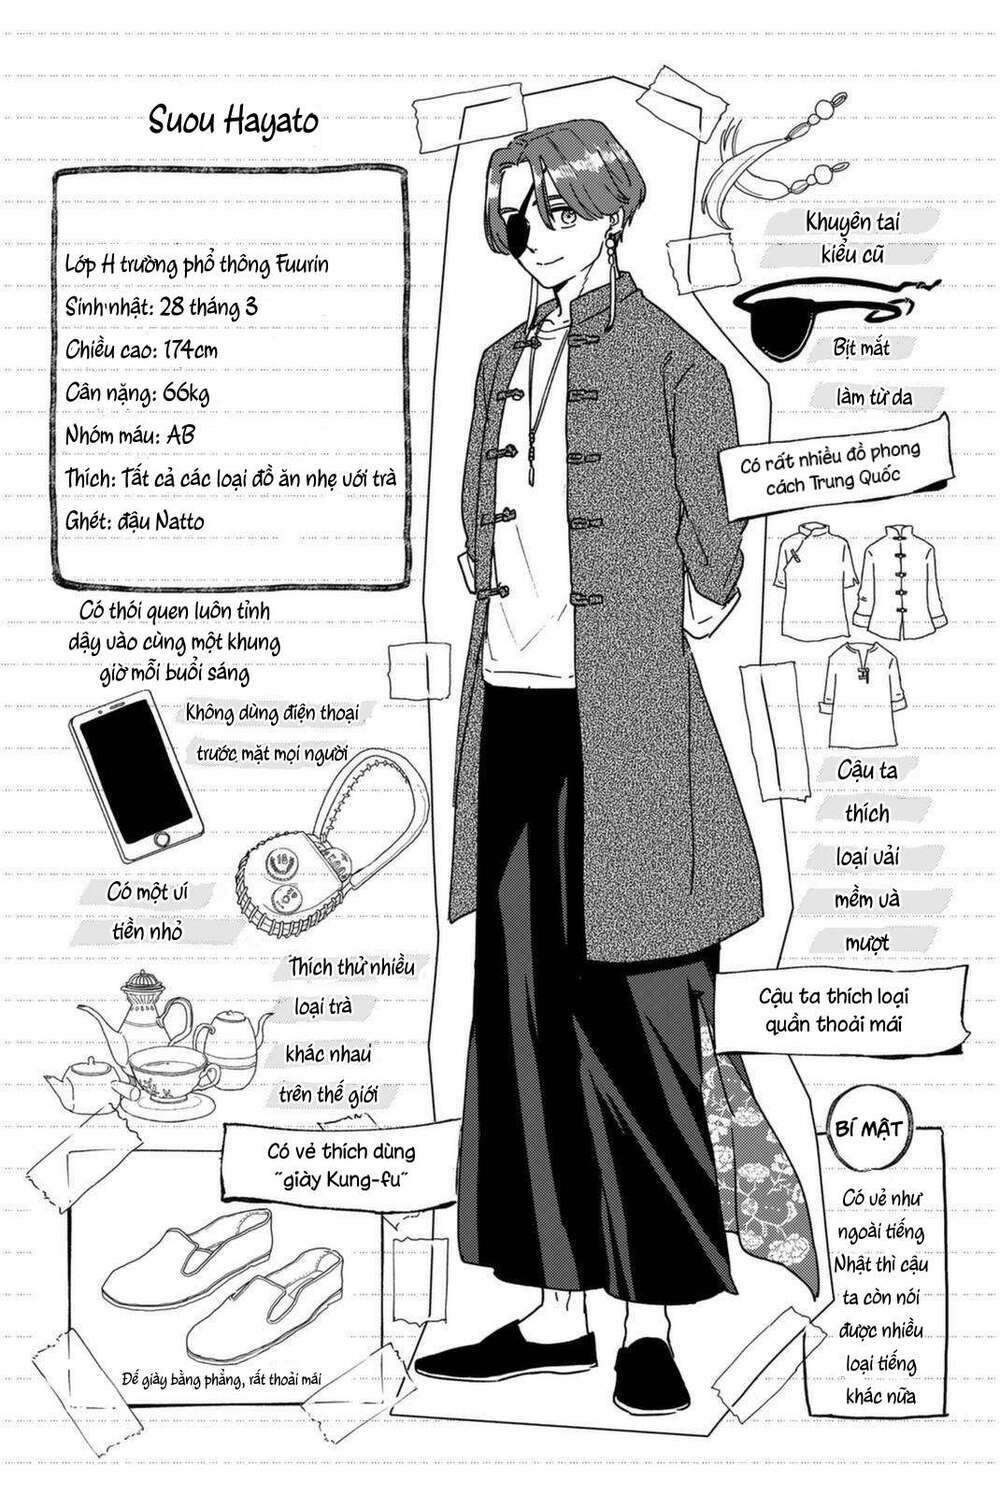 Suou Hayato
Lớp H trường phổ thông Fuurin
Sinh nhật: 28 tháng 3
Chiều cao: 174cm
Cân nặng: 66kg
Nhóm máu: AB
Thích: Tất cả các loại đồ ăn nhẹ với trà
Ghét: đậu Natto
Có thói quen luôn tỉnh
dậy vào cùng một khung
giờ mỗi buổi sáng
Không dùng điện thoại
trước mặt mọi người
Có một ví
tiền nhỏ
Thích thử nhiều
loại trà
khác nhau
trên thế giới
Có vẻ thích dùng
"giày Kung-fu"
Đế giày bằng phẳng, rất thoải mái
Khuyên tai
kiểu cũ
Bịt mắt
làm từ da
Có rất nhiều đồ phong
cách Trung Quốc
Cậu ta
thích
loại vải
mềm và
mượt
Cậu ta thích loại
quần thoải mái
BÍ MẬT
Có vẻ như
ngoài tiếng
Nhật thì cậu
ta còn nói
được nhiều
loại tiếng
khác nữa